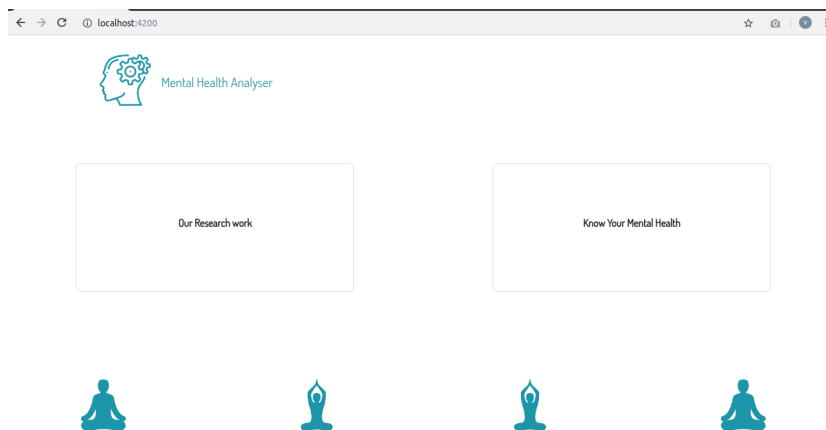 localhost:4200
V
Mental Health Analyser
Our Research work
Know Your Mental Health